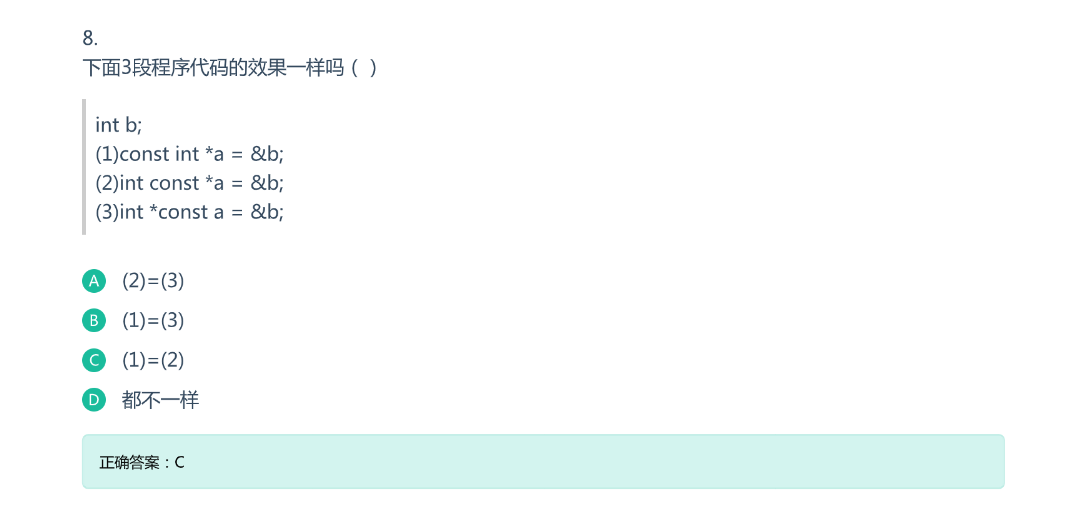 8.
下面3段程序代码的效果一样吗（ ）
int b;
(1)const int *a = &b;
(2)int const *a = &b;
(3)int *const a = &b;
A (2)=(3)
B (1)=(3)
C (1)=(2)
D 都不一样
正确答案：C